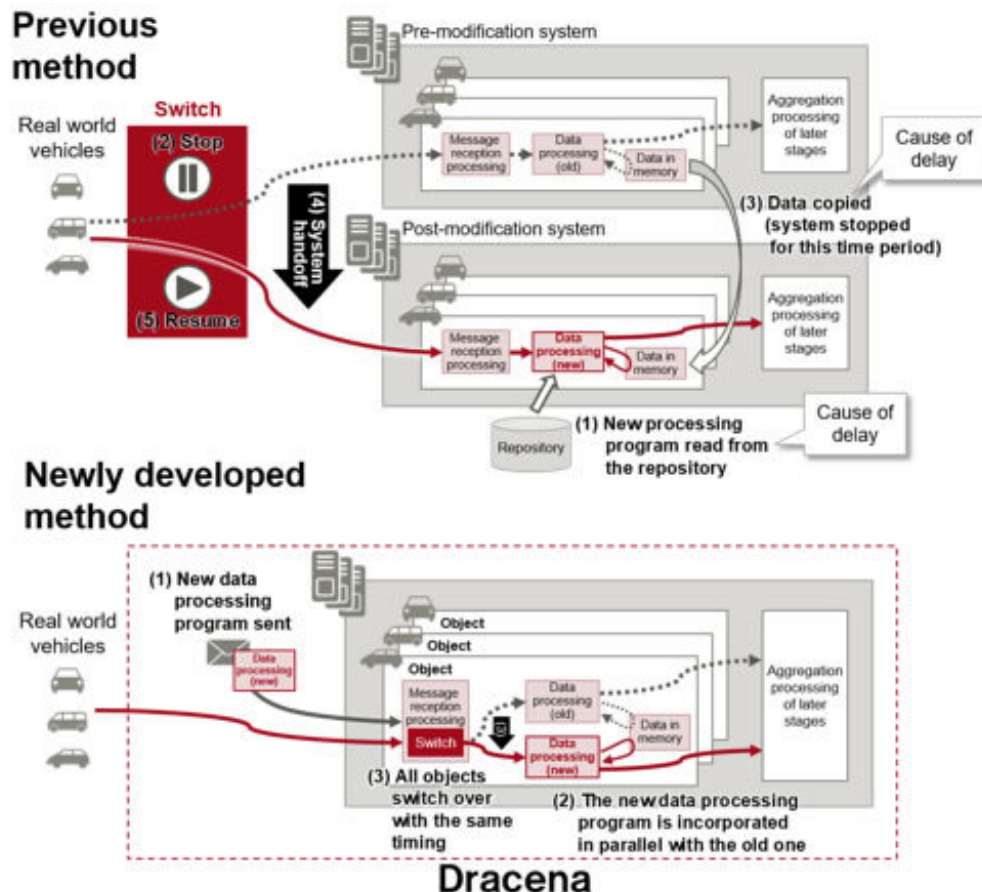 Previous
method
Pre-modification system
Switch
Real world
vehicles
(2) Stop
Message
reception
processing
Data
processing
(old)
Data in
memory
Aggregation
processing
of later
stages
Cause of
delay
(3) Data copied
(system stopped
for this time period)
(4) System
handoff
Post-modification system
(5) Resume
Message
reception
processing
Data
processing
(new)
Data in
memory
Aggregation
processing
of later
stages
Repository
(1) New processing
program read from
the repository
Cause of
delay
Newly developed
method
(1) New data
processing
program sent
Real world
vehicles
Data
processing
(new)
Object
Object
Object
Message
reception
processing
Switch
Data
processing
(old)
(3)
Data in
memory
Data
processing
(new)
Aggregation
processing
of later
stages
(3) All objects
switch over
with the same
timing
(2) The new data processing
program is incorporated
in parallel with the old one
Dracena